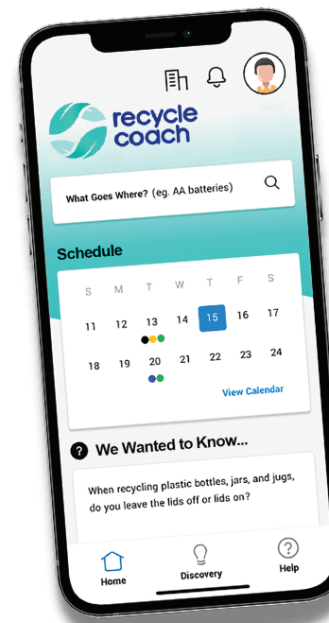 recycle
coach
What Goes Where? (eg. AA batteries)
Schedule
S M T W T F S
11 12 13 14 15 16 17
18 19 20 21 22 23 24
View Calendar
? We Wanted to Know...
When recycling plastic bottles, jars, and jugs,
do you leave the lids off or lids on?
Home Discovery ? Help